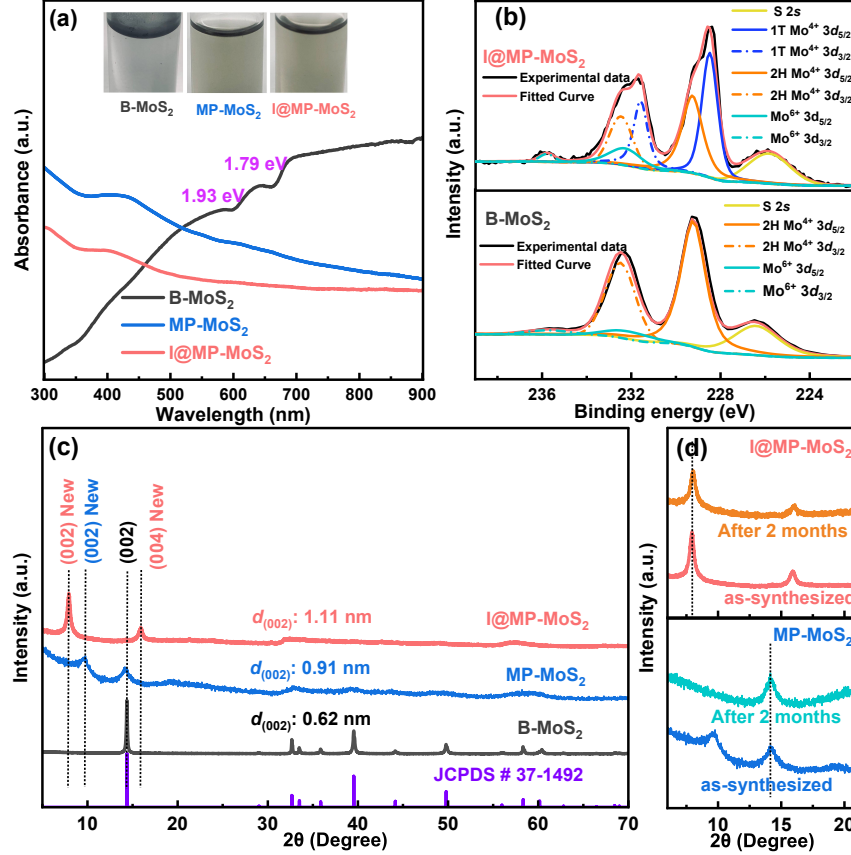 (a)
B-MoS₂
MP-MoS₂
I@MP-MoS₂
1.79 eV
1.93 eV
B-MoS₂
MP-MoS₂
I@MP-MoS₂
Absorbance (a.u.)
300
400
500
600
700
800
900
Wavelength (nm)
(b)
I@MP-MoS₂
Experimental data
Fitted Curve
S 2s
1T Mo⁴⁺ 3d₅/₂
1T Mo⁴⁺ 3d₃/₂
2H Mo⁴⁺ 3d₅/₂
2H Mo⁴⁺ 3d₃/₂
Mo⁶⁺ 3d₅/₂
Mo⁶⁺ 3d₃/₂
B-MoS₂
Experimental data
Fitted Curve
S 2s
2H Mo⁴⁺ 3d₅/₂
2H Mo⁴⁺ 3d₃/₂
Mo⁶⁺ 3d₅/₂
Mo⁶⁺ 3d₃/₂
Intensity (a.u.)
236
232
228
224
Binding energy (eV)
(c)
(002) New
(002) New
(002)
(004) New
d(002): 1.11 nm
I@MP-MoS₂
d(002): 0.91 nm
MP-MoS₂
d(002): 0.62 nm
B-MoS₂
JCPDS # 37-1492
Intensity (a.u.)
10
20
30
40
50
60
70
2θ (Degree)
(d)
I@MP-MoS₂
After 2 months
as-synthesized
MP-MoS₂
After 2 months
as-synthesized
Intensity (a.u.)
10
15
20
2θ (Degree)